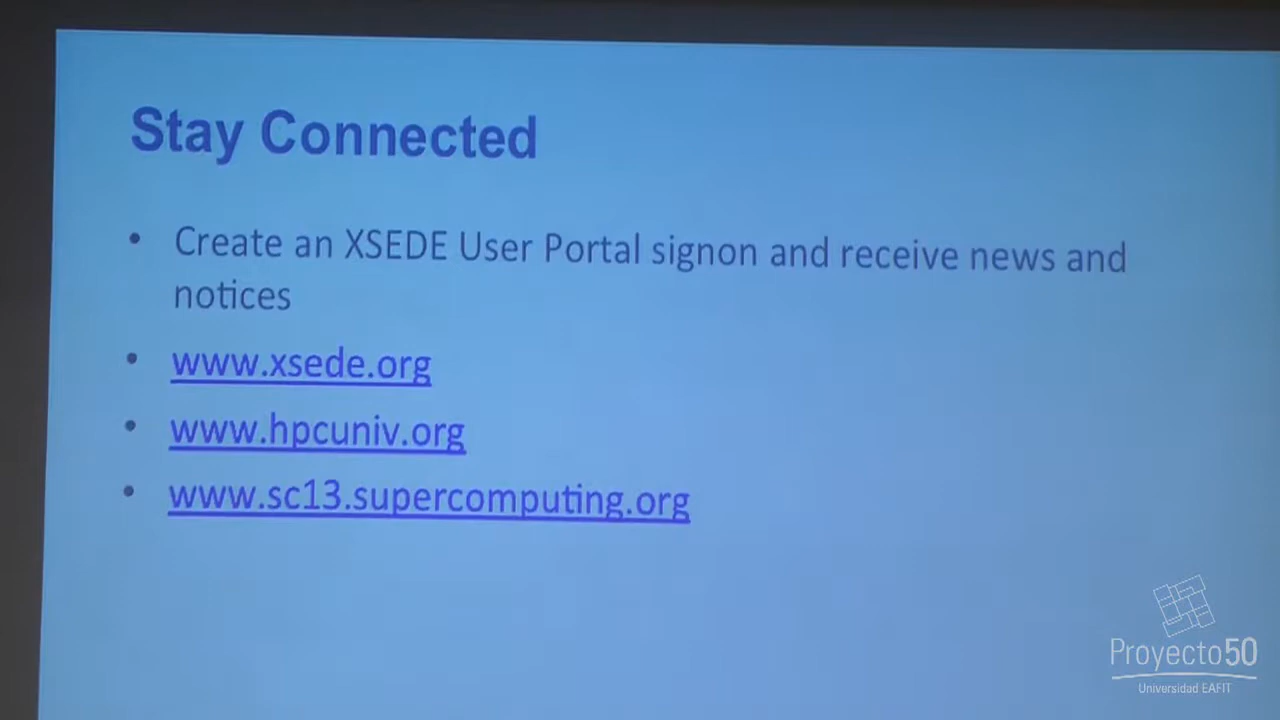 Stay Connected
• Create an XSEDE User Portal signon and receive news and
notices
• www.xsede.org
• www.hpcuniv.org
• www.sc13.supercomputing.org
Proyecto50
Universidad EAFIT